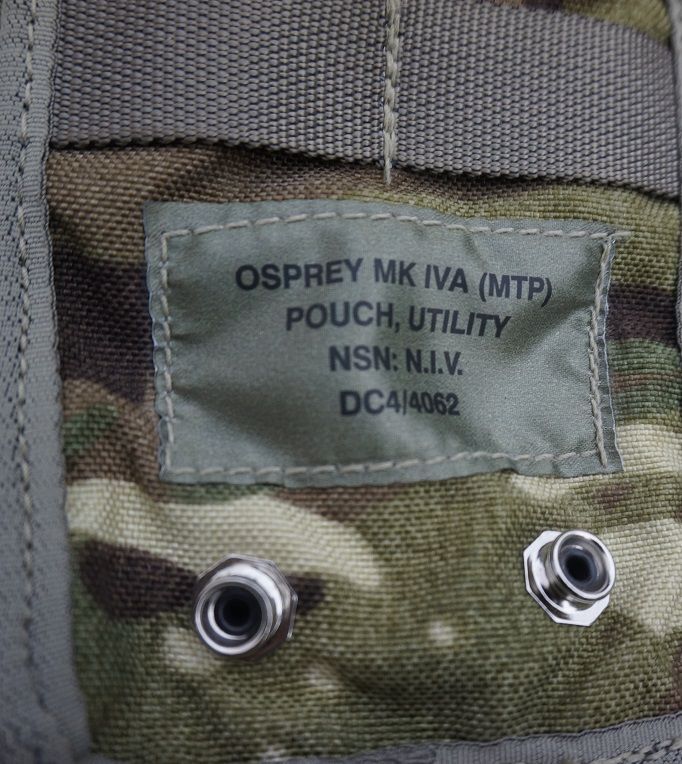 OSPREY MK IVA (MTP)
POUCH, UTILITY
NSN: N.I.V.
DC4/4062